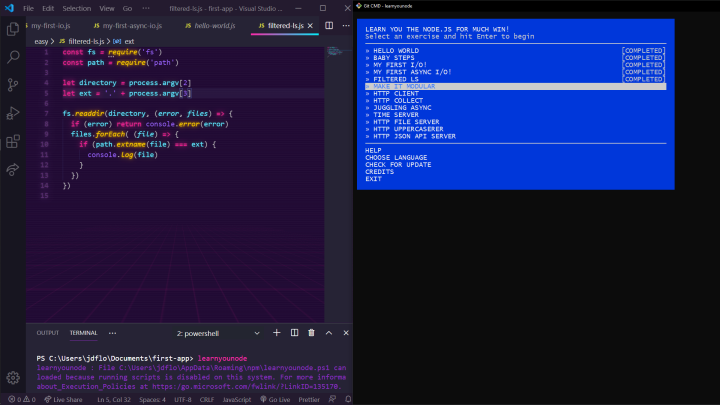 File Edit Selection View Go ··· filtered-ls.js - first-app - Visual Studio ...
my-first-io.js JS my-first-async-io.js JS hello-world.js JS filtered-ls.js
easy > JS filtered-ls.js > ext
1 const fs = require('fs')
2 const path = require('path')
3
4 let directory = process.argv[2]
5 let ext = '.' + process.argv[3]
6
7 fs.readdir(directory, (error, files) => {
8 if (error) return console.error(error)
9 files.forEach( (file) => {
10 if (path.extname(file) === ext) {
11 console.log(file)
12 }
13 })
14 })
15
OUTPUT TERMINAL ··· 2: powershell
PS C:\Users\jdflo\Documents\first-app> learnyounode
learnyounode : File C:\Users\jdflo\AppData\Roaming\npm\learnyounode.ps1 can
loaded because running scripts is disabled on this system. For more informa
about_Execution_Policies at https:/go.microsoft.com/fwlink/?LinkID=135170.
0 0 Live Share Ln 5, Col 32 Spaces: 4 UTF-8 CRLF JavaScript Go Live Prettier
Git CMD - learnyounode
LEARN YOU THE NODE.JS FOR MUCH WIN!
Select an exercise and hit Enter to begin
» HELLO WORLD [COMPLETED]
» BABY STEPS [COMPLETED]
» MY FIRST I/O! [COMPLETED]
» MY FIRST ASYNC I/O! [COMPLETED]
» FILTERED LS [COMPLETED]
» MAKE IT MODULAR
» HTTP CLIENT
» HTTP COLLECT
» JUGGLING ASYNC
» TIME SERVER
» HTTP FILE SERVER
» HTTP UPPERCASERER
» HTTP JSON API SERVER
HELP
CHOOSE LANGUAGE
CHECK FOR UPDATE
CREDITS
EXIT